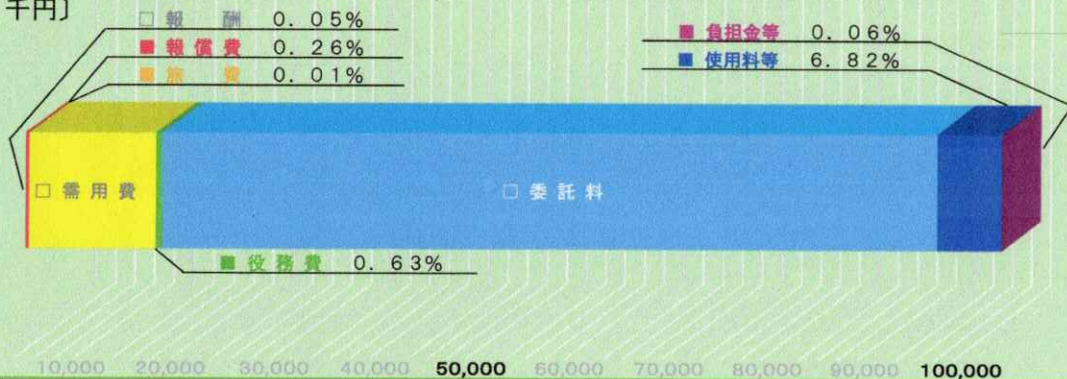 千円〕
□ 報 酬 0. 05%
■ 報 償 費 0. 26%
■ 旅 費 0. 01%
■ 負担金等 0. 06%
■ 使用料等 6. 82%
□ 需 用 費
□ 委 託 料
■ 役 務 費 0. 63%
10,000 20,000 30,000 40,000 50,000 60,000 70,000 80,000 90,000 100,000